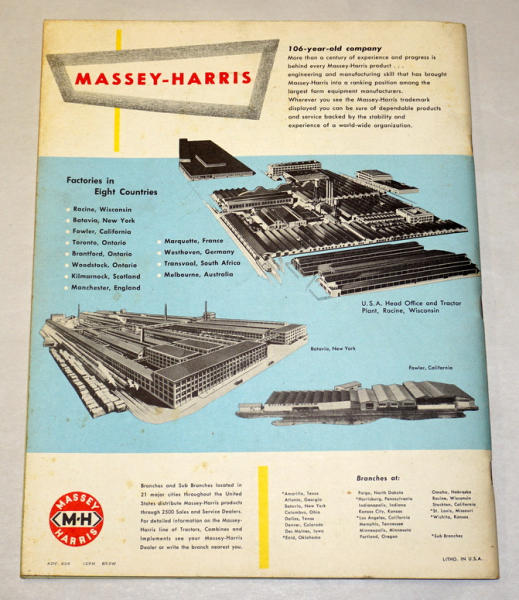 MASSEY-HARRIS
106-year-old company
More than a century of experience and progress is
behind every Massey-Harris product . . .
engineering and manufacturing skill that has brought
Massey-Harris into a ranking position among the
largest farm equipment manufacturers.
Wherever you see the Massey-Harris trademark
displayed you can be sure of dependable products
and service backed by the stability and
experience of a world-wide organization.
Factories in
Eight Countries
Racine, Wisconsin
Batavia, New York
Fowler, California
Toronto, Ontario
Brantford, Ontario
Woodstock, Ontario
Kilmarnock, Scotland
Manchester, England
Marquette, France
Westhoven, Germany
Transvaal, South Africa
Melbourne, Australia
U.S.A. Head Office and Tractor
Plant, Racine, Wisconsin
Batavia, New York
Fowler, California
MASSEY
M-H
HARRIS
Branches and Sub Branches located in
21 major cities throughout the United
States distribute Massey-Harris products
through 2500 Sales and Service Dealers.
For detailed information on the Massey-
Harris line of Tractors, Combines and
Implements see your Massey-Harris
Dealer or write the branch nearest you.
Branches at:
*Amarillo, Texas
Atlanta, Georgia
Batavia, New York
Columbus, Ohio
Dallas, Texas
Denver, Colorado
Des Moines, Iowa
*Enid, Oklahoma
Fargo, North Dakota
*Harrisburg, Pennsylvania
Indianapolis, Indiana
Kansas City, Kansas
*Los Angeles, California
Memphis, Tennessee
Minneapolis, Minnesota
Portland, Oregon
Omaha, Nebraska
Racine, Wisconsin
Stockton, California
*St. Louis, Missouri
*Wichita, Kansas
*Sub Branches
LITHO. IN U.S.A.